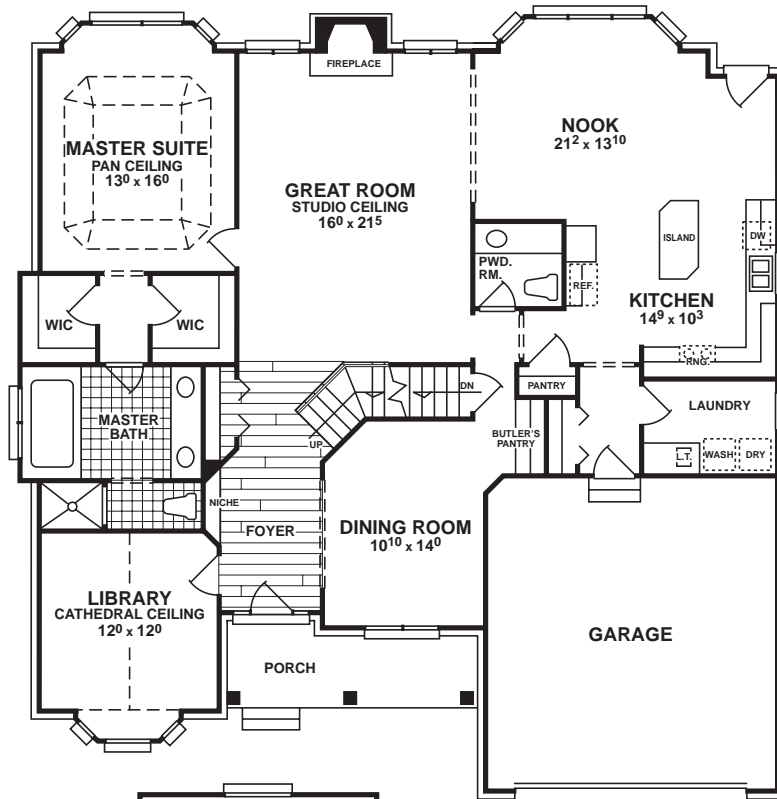 FIREPLACE
MASTER SUITE
PAN CEILING
13⁰ x 16⁰
GREAT ROOM
STUDIO CEILING
16⁰ x 21⁵
NOOK
21² x 13¹⁰
ISLAND
DW
PWD.
RM.
REF.
KITCHEN
14⁹ x 10³
RNG.
WIC
WIC
DN
PANTRY
LAUNDRY
MASTER
BATH
UP
BUTLER'S
PANTRY
L.T.
WASH
DRY
NICHE
FOYER
DINING ROOM
10¹⁰ x 14⁰
LIBRARY
CATHEDRAL CEILING
12⁰ x 12⁰
GARAGE
PORCH